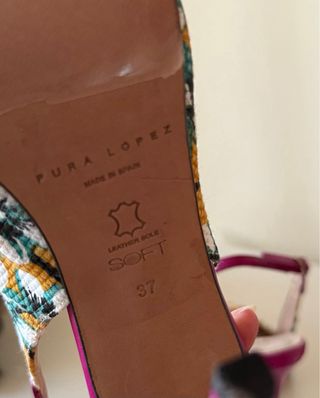 PURA LOPEZ
MADE IN SPAIN
LEATHER SOLE
SOFT
37